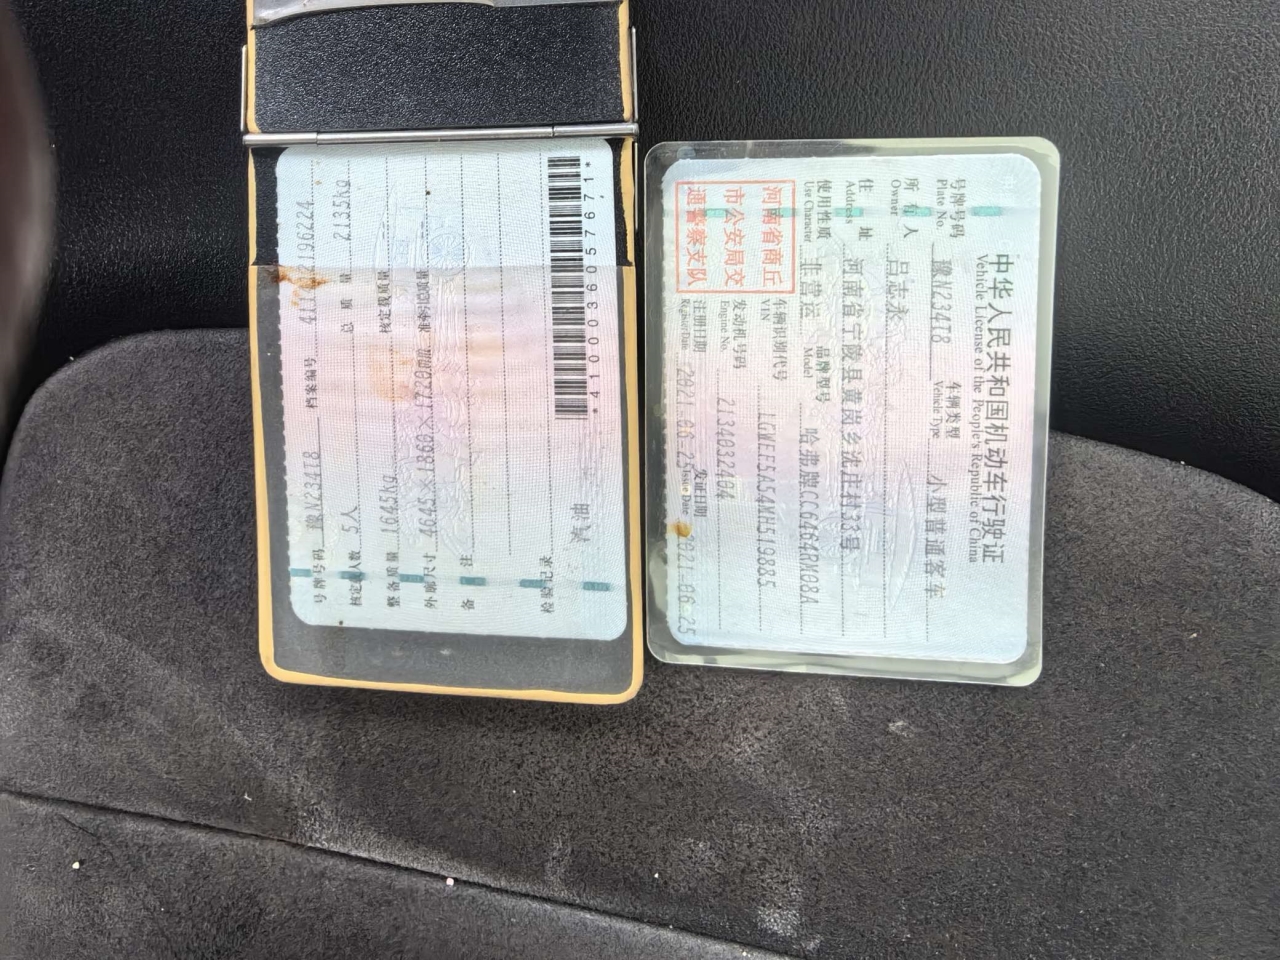 中华人民共和国机动车行驶证
Vehicle License of the People's Republic of China
号牌号码 豫N234T8 车辆类型 小型普通客车
Plate No. Vehicle Type
所有人 吕志永
Owner
住址 河南省宁陵县黄岗乡洗庄村33号
Address
使用性质 非营运 品牌型号 哈弗牌CC6464RM08A
Use Character Model
河南省商丘
市公安局交
通警察支队
车辆识别代号 LGWEF5A54MH519885
VIN
发动机号码 2134032404
Engine No.
注册日期 2021-06-25 发证日期 2021-06-25
Register Date Issue Date
号牌号码 豫N234T8 档案编号
核定载人数 5人 总质量 2135kg
整备质量 1645kg 核定载质量
外廓尺寸 4645×1860×1720mm 准牵引总质量
备注
检验记录
汽油
*4100036057671*